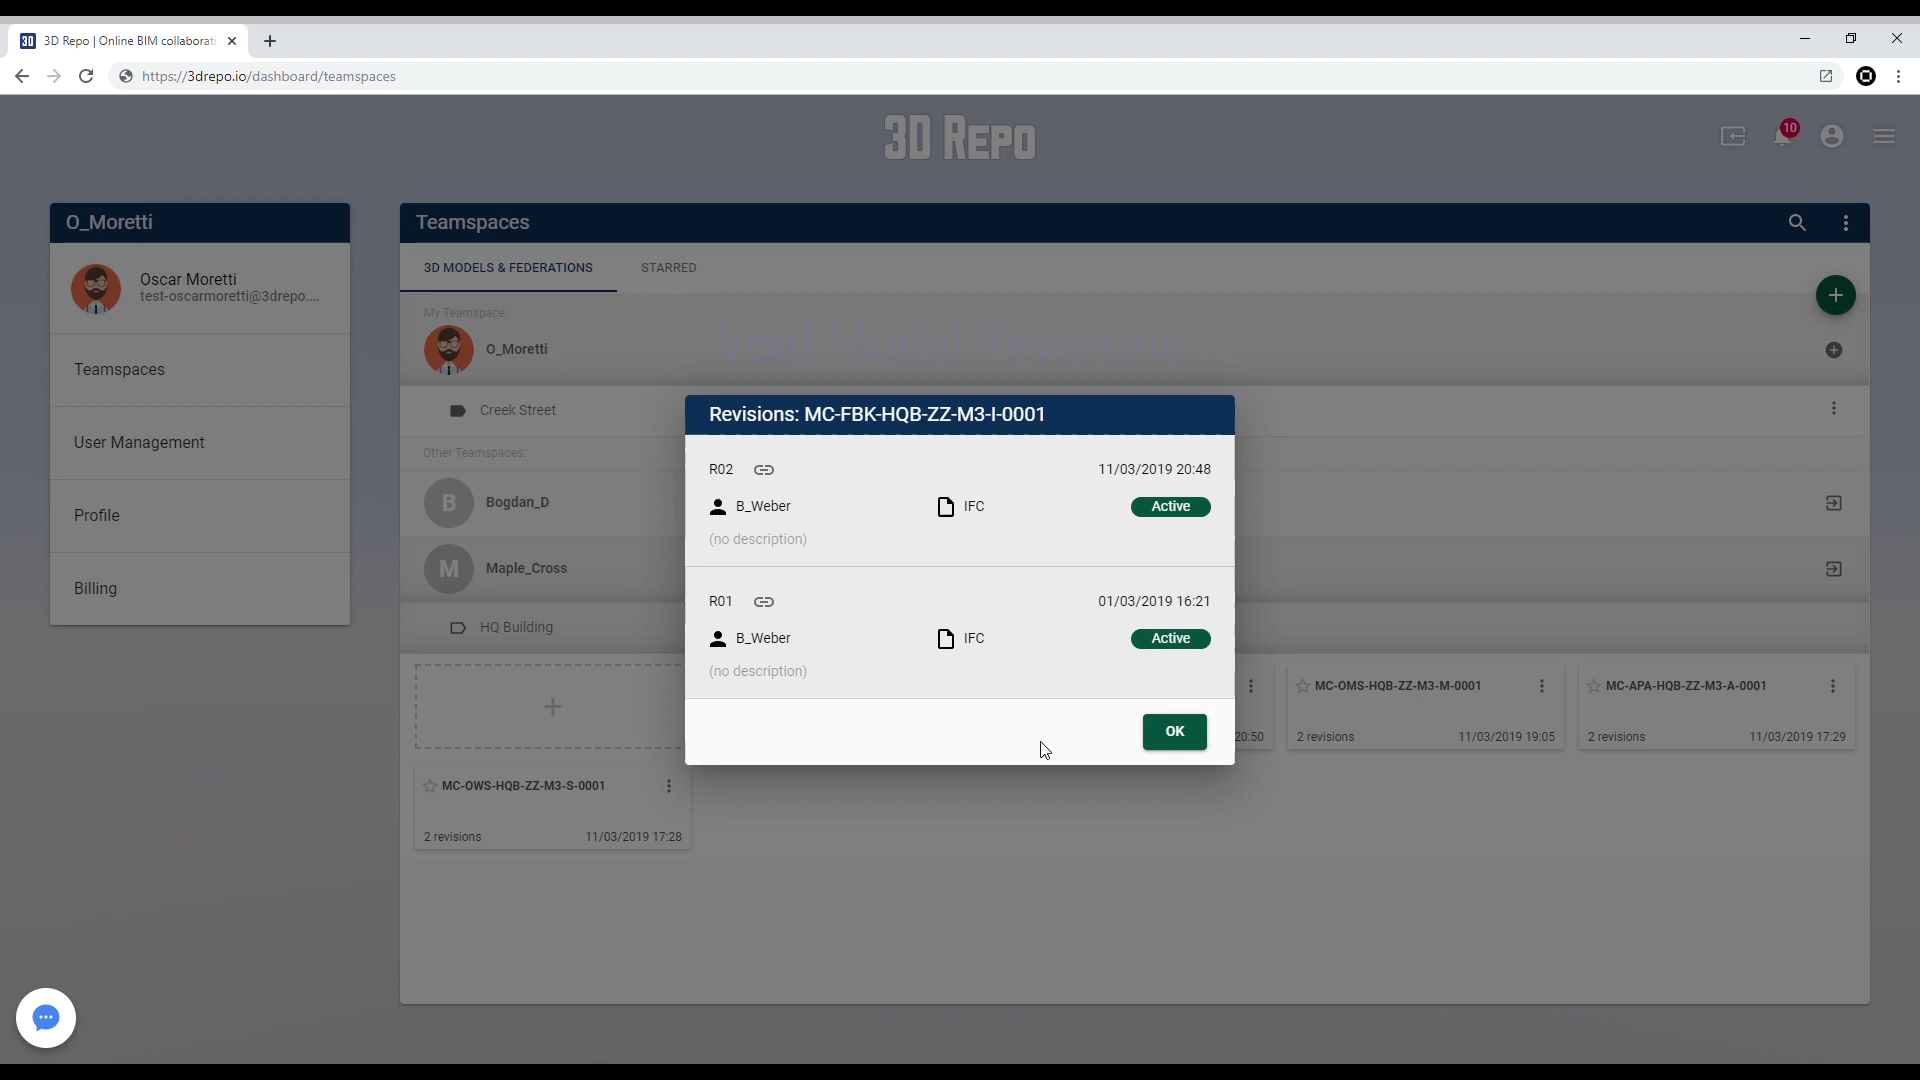 3D Repo | Online BIM collaborati
https://3drepo.io/dashboard/teamspaces
3D REPO
10
O_Moretti
Oscar Moretti
test-oscarmoretti@3drepo....
Teamspaces
User Management
Profile
Billing
Teamspaces
3D MODELS & FEDERATIONS
STARRED
My Teamspace:
O_Moretti
Void Model Revisions
Creek Street
Other Teamspaces:
B
Bogdan_D
M
Maple_Cross
HQ Building
Revisions: MC-FBK-HQB-ZZ-M3-I-0001
R02
11/03/2019 20:48
B_Weber
IFC
Active
(no description)
R01
01/03/2019 16:21
B_Weber
IFC
Active
(no description)
OK
20:50
MC-OMS-HQB-ZZ-M3-M-0001
2 revisions
11/03/2019 19:05
MC-APA-HQB-ZZ-M3-A-0001
2 revisions
11/03/2019 17:29
MC-OWS-HQB-ZZ-M3-S-0001
2 revisions
11/03/2019 17:28